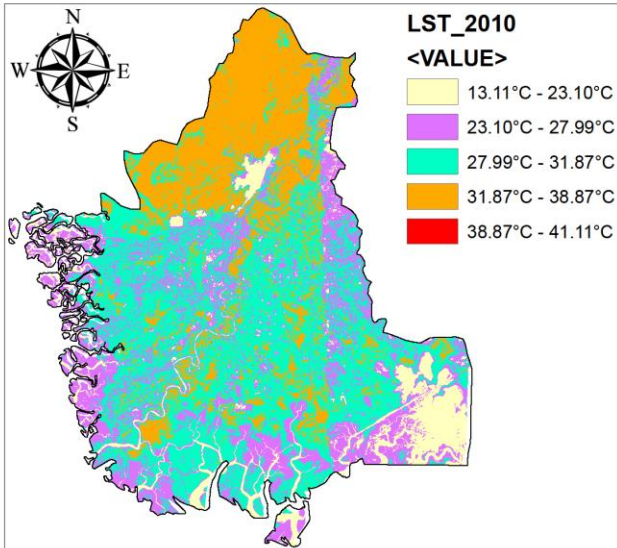 N
W E
S
LST_2010
<VALUE>
13.11°C - 23.10°C
23.10°C - 27.99°C
27.99°C - 31.87°C
31.87°C - 38.87°C
38.87°C - 41.11°C